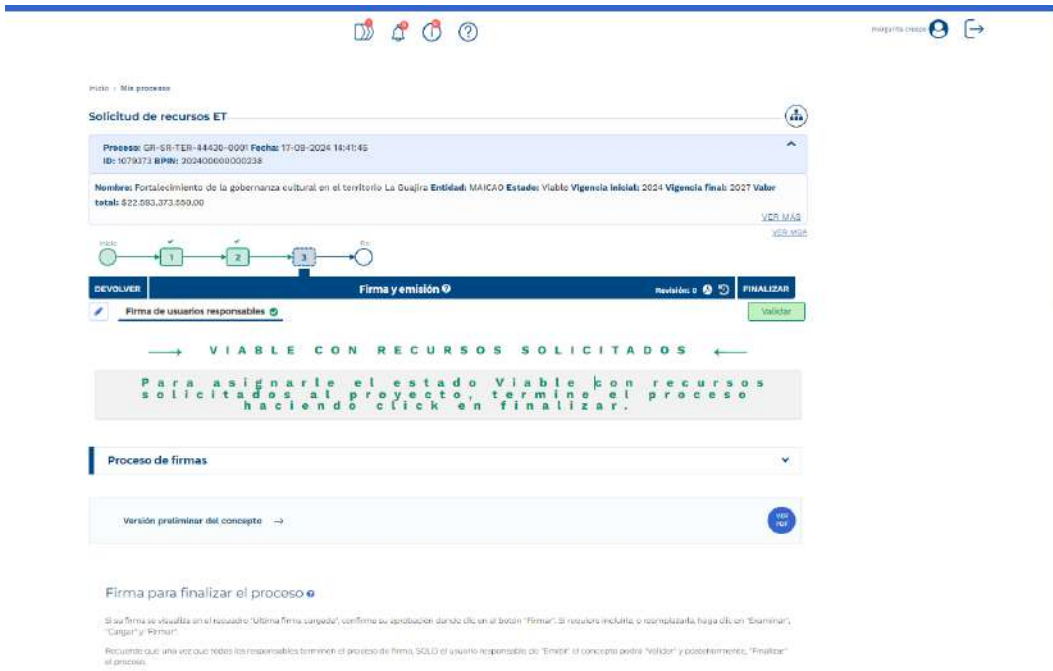 margarita crespo
Inicio > Mis procesos
Solicitud de recursos ET
Proceso: GR-SR-TER-44430-0001 Fecha: 17-09-2024 14:41:45
ID: 1079373 BPIN: 202400000000238
Nombre: Fortalecimiento de la gobernanza cultural en el territorio La Guajira Entidad: MAICAO Estado: Viable Vigencia inicial: 2024 Vigencia final: 2027 Valor
total: $22.593,373,550.00
VER MÁS
VER MGA
Inicio Fin
1 2 3
DEVOLVER Firma y emisión Revisión: 0 FINALIZAR
Firma de usuarios responsables Validar
VIABLE CON RECURSOS SOLICITADOS
Para asignarle el estado Viable con recursos
solicitados al proyecto, termine el proceso
haciendo click en finalizar.
Proceso de firmas
Versión preliminar del concepto →
VER
PDF
Firma para finalizar el proceso
Si su firma se visualiza en el recuadro "Última firma cargada", confirme su aprobación dando clic en el botón "Firmar". Si requiere incluirla, o reemplazarla, haga clic en "Examinar",
"Cargar" y "Firmar".
Recuerde que una vez que todos los responsables terminen el proceso de firma, SOLO el usuario responsable de "Emitir" el concepto podrá "Validar" y posteriormente, "Finalizar"
el proceso.